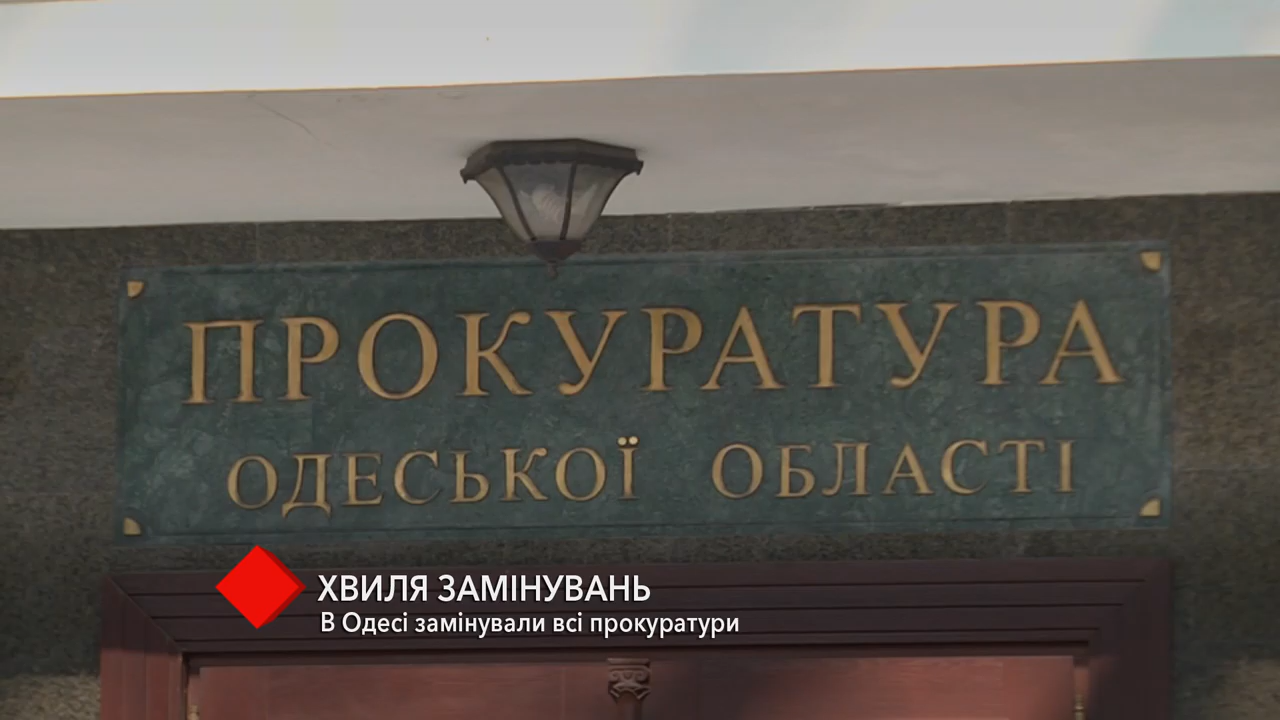 ПРОКУРАТУРА
ОДЕСЬКОЇ ОБЛАСТІ
ХВИЛЯ ЗАМІНУВАНЬ
В Одесі замінували всі прокуратури